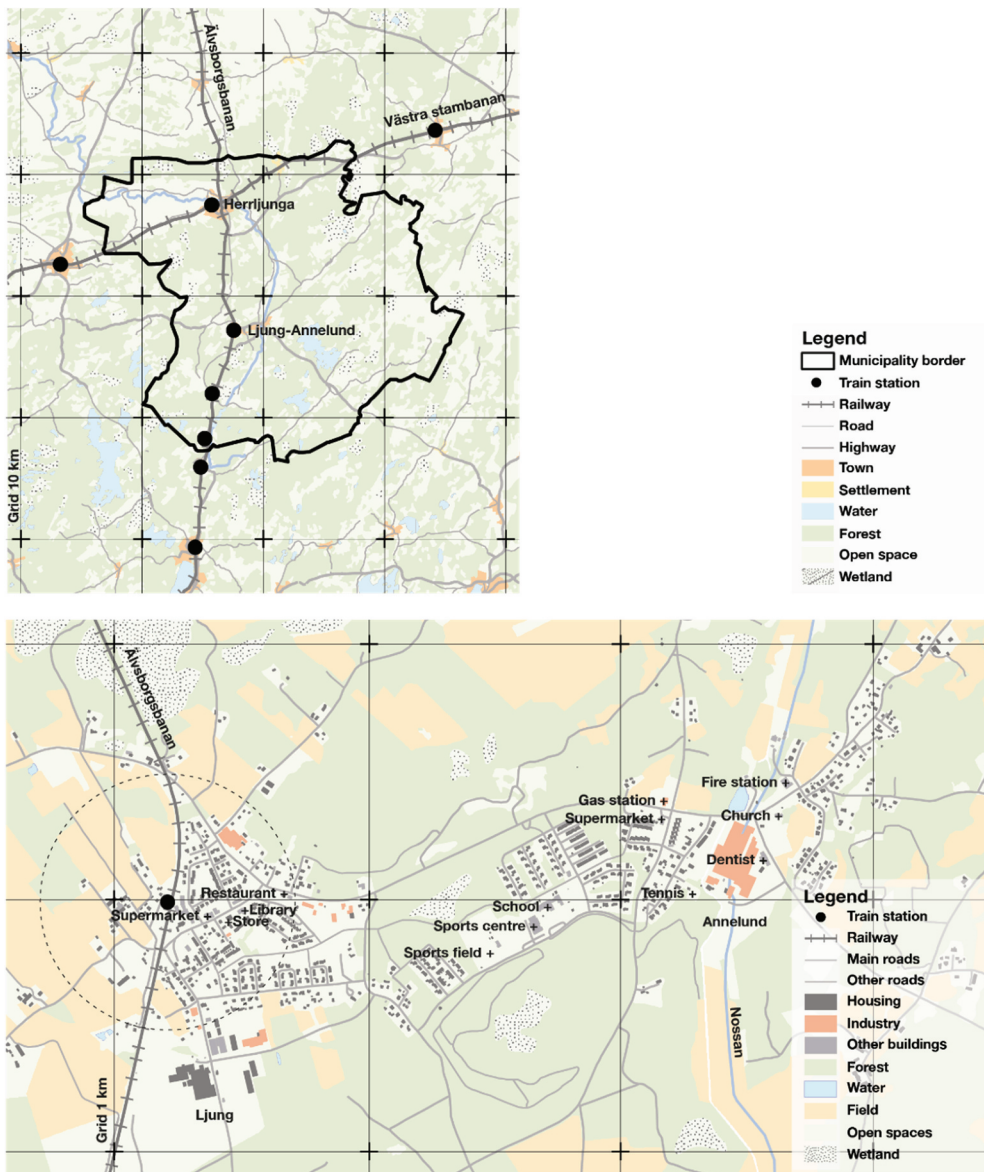 Älvsborgsbanan
Västra stambanan
Herrljunga
Ljung-Annelund
Grid 10 km
Legend
Municipality border
Train station
Railway
Road
Highway
Town
Settlement
Water
Forest
Open space
Wetland
Älvsborgsbanan
Fire station +
Gas station +
Supermarket +
Church +
Dentist +
Restaurant +
Tennis +
Supermarket +
+Library
+Store
School +
Annelund
Sports centre +
Sports field +
Nossan
Grid 1 km
Ljung
Legend
Train station
Railway
Main roads
Other roads
Housing
Industry
Other buildings
Forest
Water
Field
Open spaces
Wetland